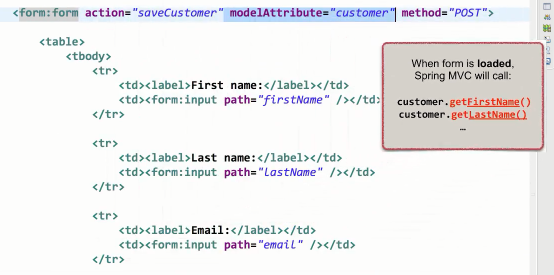 <form:form action="saveCustomer" modelAttribute="customer" method="POST">
<table>
<tbody>
<tr>
<td><label>First name:</label></td>
<td><form:input path="firstName" /></td>
</tr>
<tr>
<td><label>Last name:</label></td>
<td><form:input path="lastName" /></td>
</tr>
<tr>
<td><label>Email:</label></td>
<td><form:input path="email" /></td>
</tr>
When form is loaded,
Spring MVC will call:
customer.getFirstName()
customer.getLastName()
...